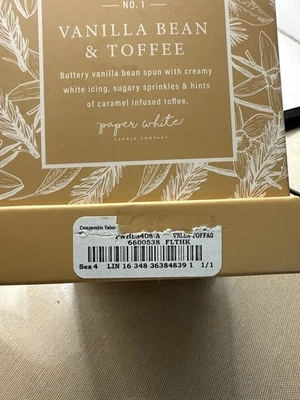 NO. 1
VANILLA BEAN
& TOFFEE
Buttery vanilla bean spun with creamy
white icing, sugary sprinkles & hints
of caramel infused toffee.
paper white
CANDLE COMPANY
Comparable Value
VNLLA TOFFAO
6600538 FLTHK
Sea 4 LIN 16 348 36384839 1 1/1